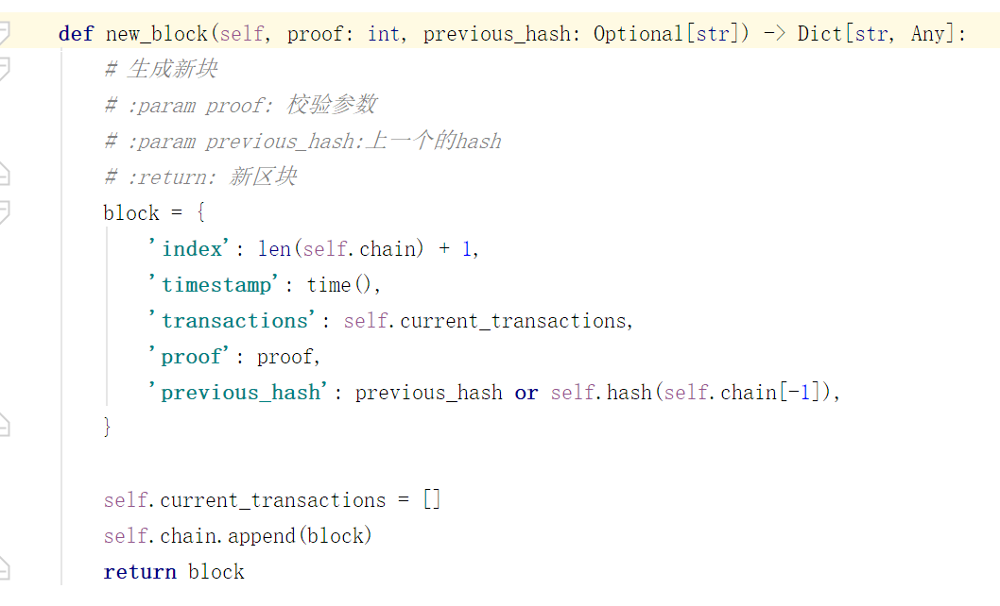 def new_block(self, proof: int, previous_hash: Optional[str]) -> Dict[str, Any]:
# 生成新块
# :param proof: 校验参数
# :param previous_hash:上一个的hash
# :return: 新区块
block = {
'index': len(self.chain) + 1,
'timestamp': time(),
'transactions': self.current_transactions,
'proof': proof,
'previous_hash': previous_hash or self.hash(self.chain[-1]),
}
self.current_transactions = []
self.chain.append(block)
return block